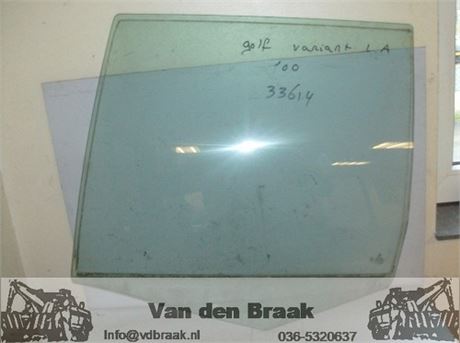 golf variant L A
'00
33614
Van den Braak
Info@vdbraak.nl
036-5320637